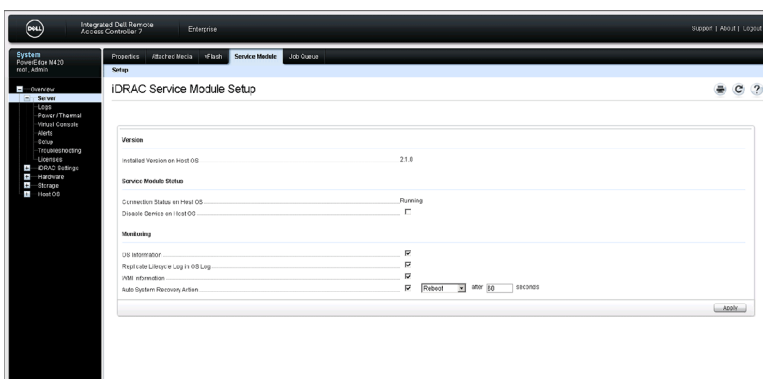 DELL
Integrated Dell Remote
Access Controller 7
Enterprise
Support | About | Logout
System
PowerEdge M420
root , Admin
Overview
Server
Logs
Power / Thermal
Virtual Console
Alerts
Setup
Troubleshooting
Licenses
iDRAC Settings
Hardware
Storage
Host OS
Properties
Attached Media
vFlash
Service Module
Job Queue
Setup
iDRAC Service Module Setup
?
Version
Installed Version on Host OS
Service Module Status
Connection Status on Host OS
Running
Disable Service on Host OS
Monitoring
OS Information
Replicate Lifecycle Log in OS Log
WMI Information
Auto System Recovery Action
Reboot
after
60
seconds
Apply